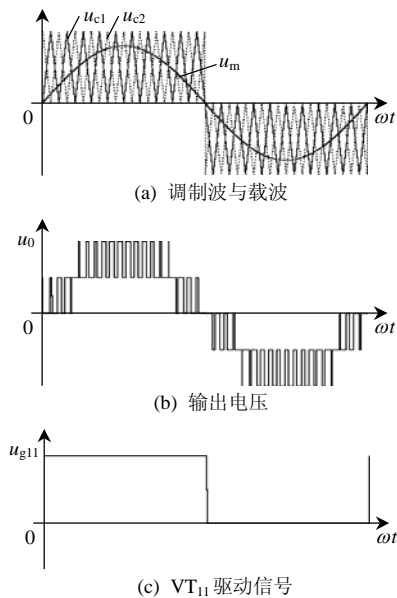 u_c1 u_c2
u_m
0 ωt
(a) 调制波与载波
u_0
0 ωt
(b) 输出电压
u_g11
0 ωt
(c) VT_11 驱动信号